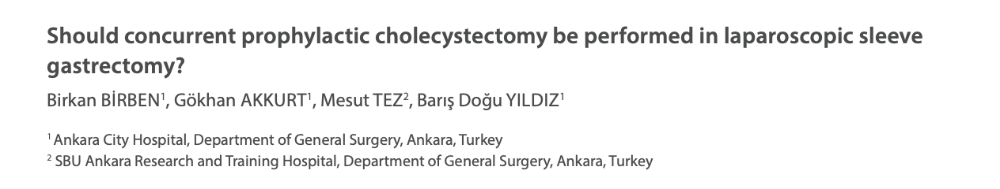 Should concurrent prophylactic cholecystectomy be performed in laparoscopic sleeve
gastrectomy?
Birkan BİRBEN¹, Gökhan AKKURT¹, Mesut TEZ², Barış Doğu YILDIZ¹
¹ Ankara City Hospital, Department of General Surgery, Ankara, Turkey
² SBU Ankara Research and Training Hospital, Department of General Surgery, Ankara, Turkey